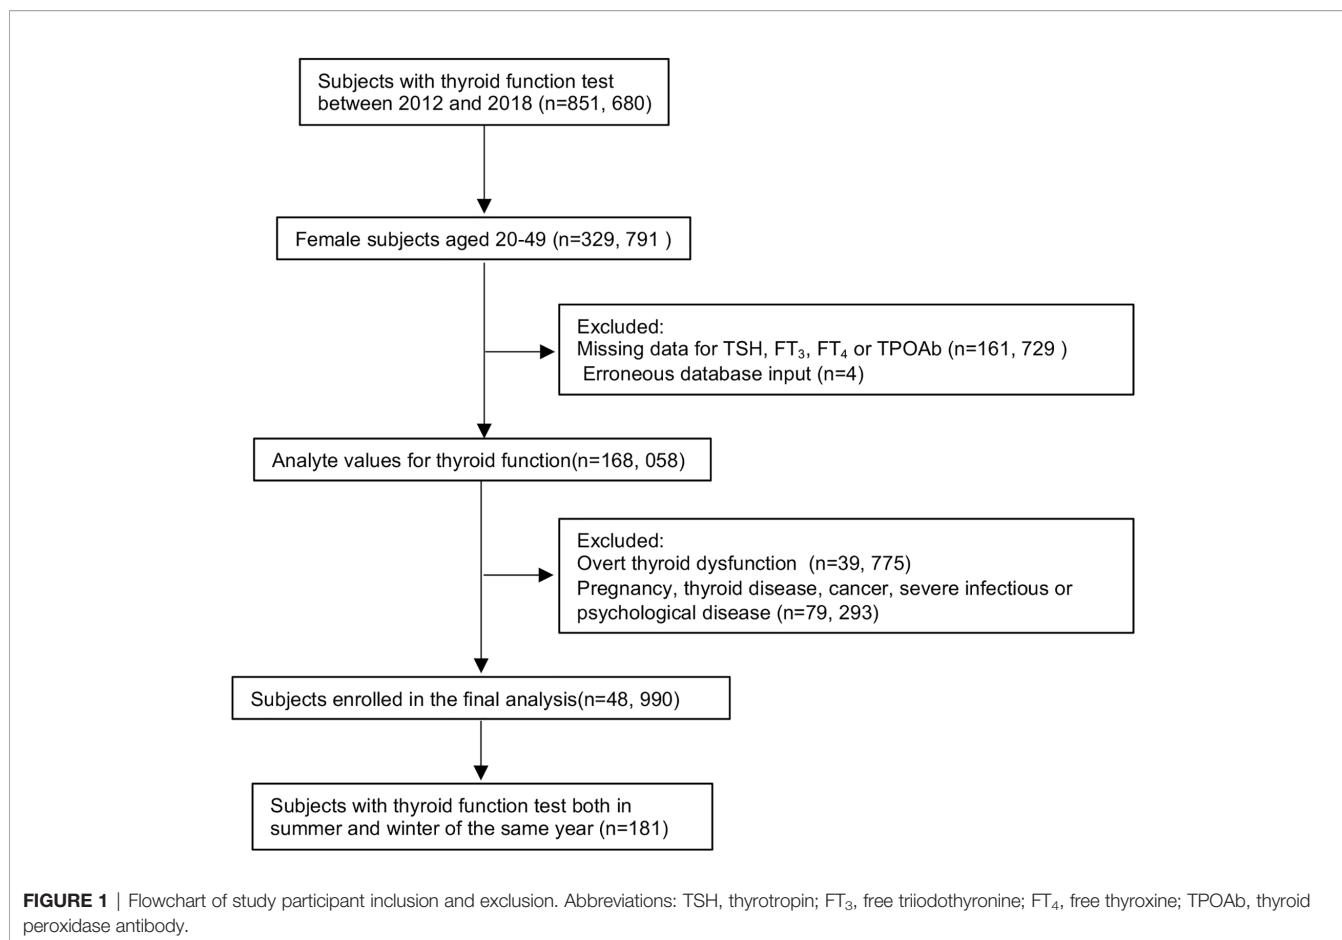 Subjects with thyroid function test
between 2012 and 2018 (n=851, 680)
Female subjects aged 20-49 (n=329, 791 )
Excluded:
Missing data for TSH, FT₃, FT₄ or TPOAb (n=161, 729 )
Erroneous database input (n=4)
Analyte values for thyroid function(n=168, 058)
Excluded:
Overt thyroid dysfunction (n=39, 775)
Pregnancy, thyroid disease, cancer, severe infectious or
psychological disease (n=79, 293)
Subjects enrolled in the final analysis(n=48, 990)
Subjects with thyroid function test both in
summer and winter of the same year (n=181)
FIGURE 1 | Flowchart of study participant inclusion and exclusion. Abbreviations: TSH, thyrotropin; FT₃, free triiodothyronine; FT₄, free thyroxine; TPOAb, thyroid
peroxidase antibody.